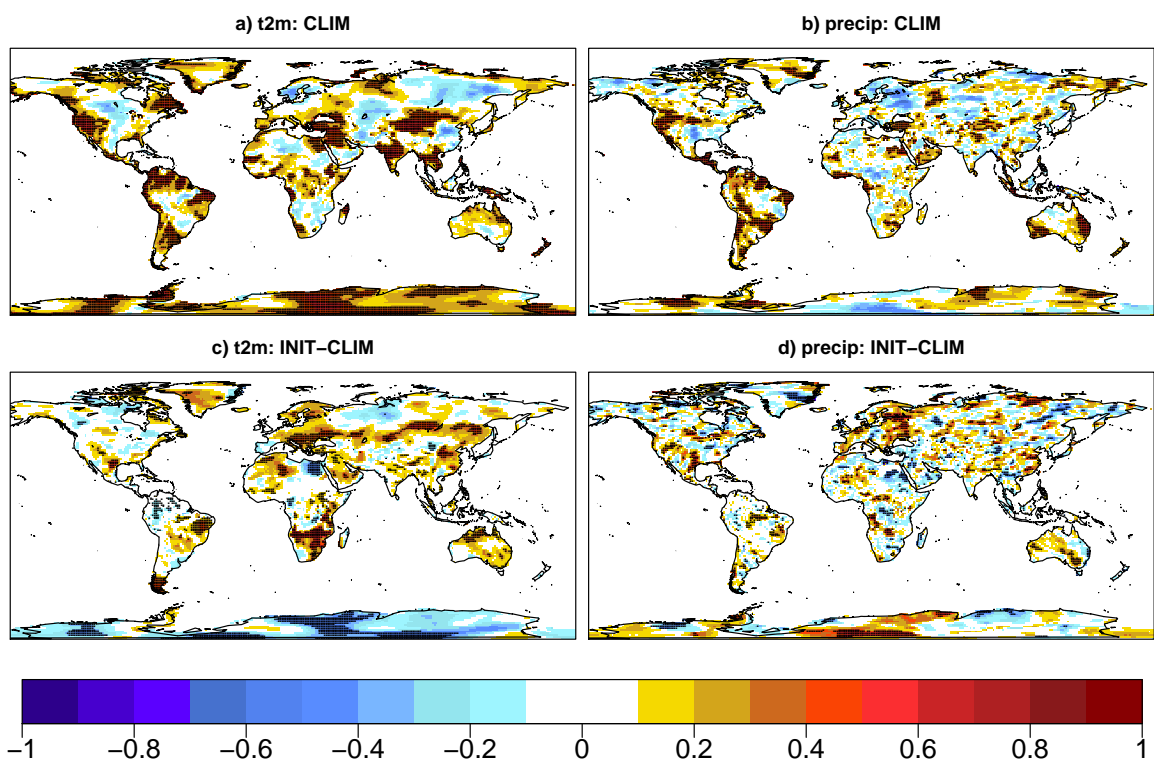 a) t2m: CLIM
b) precip: CLIM
c) t2m: INIT−CLIM
d) precip: INIT−CLIM
−1 −0.8 −0.6 −0.4 −0.2 0 0.2 0.4 0.6 0.8 1